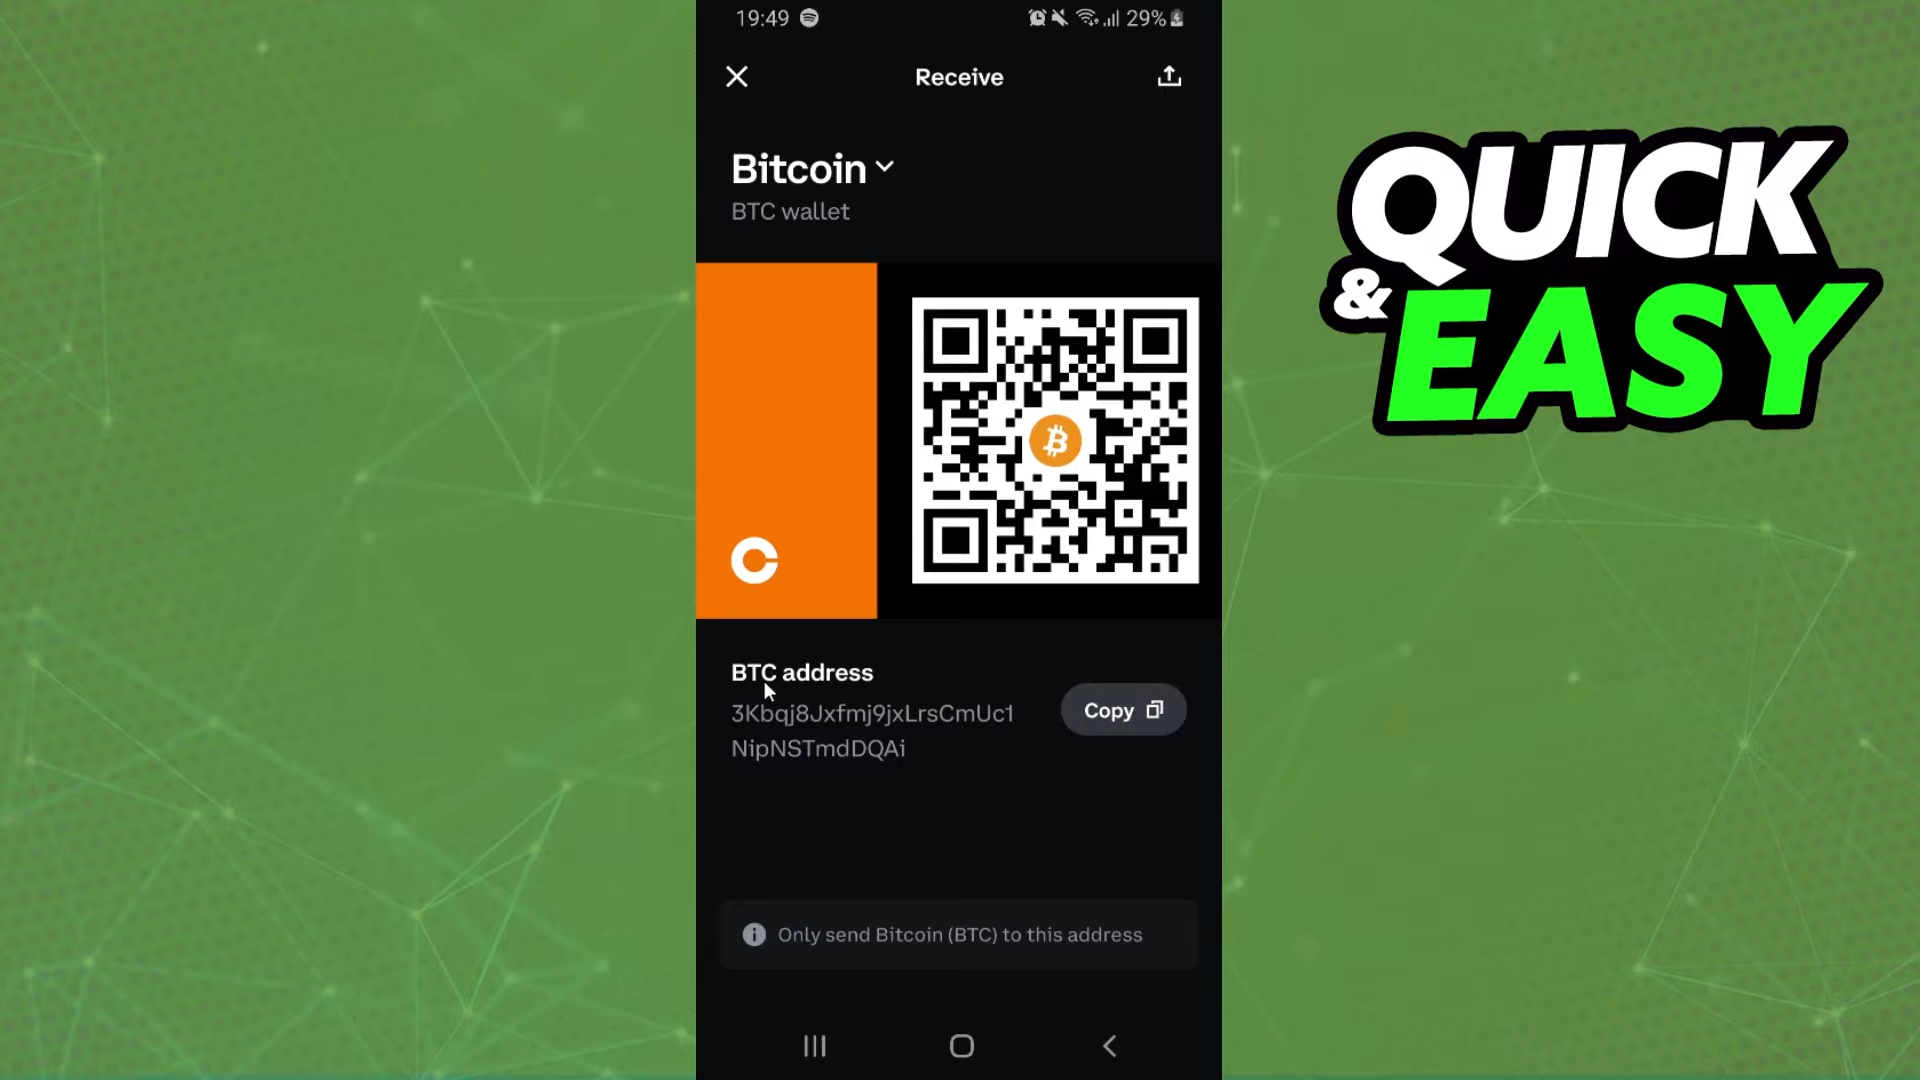 19:49
29%
Receive
Bitcoin
BTC wallet
BTC address
3Kbqj8Jxfmj9jxLrsCmUc1
NipNSTmdDQAi
Copy
Only send Bitcoin (BTC) to this address
QUICK
& EASY